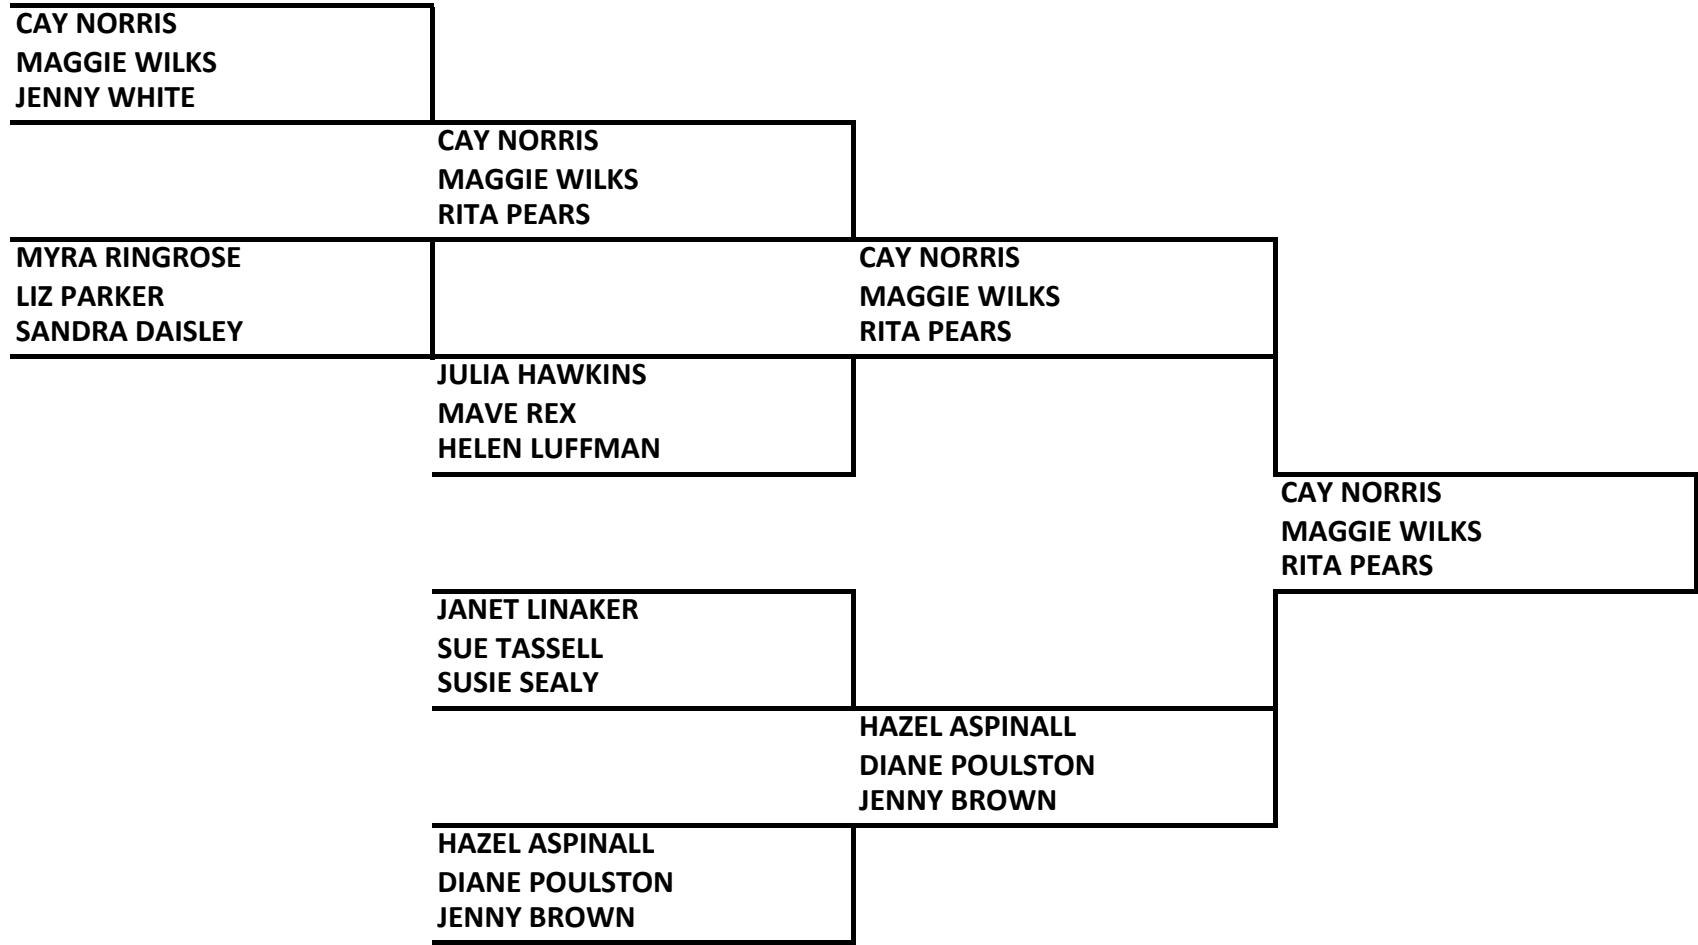 CAY NORRIS
MAGGIE WILKS
JENNY WHITE
CAY NORRIS
MAGGIE WILKS
RITA PEARS
MYRA RINGROSE
LIZ PARKER
SANDRA DAISLEY
CAY NORRIS
MAGGIE WILKS
RITA PEARS
JULIA HAWKINS
MAVE REX
HELEN LUFFMAN
CAY NORRIS
MAGGIE WILKS
RITA PEARS
JANET LINAKER
SUE TASSELL
SUSIE SEALY
HAZEL ASPINALL
DIANE POULSTON
JENNY BROWN
HAZEL ASPINALL
DIANE POULSTON
JENNY BROWN